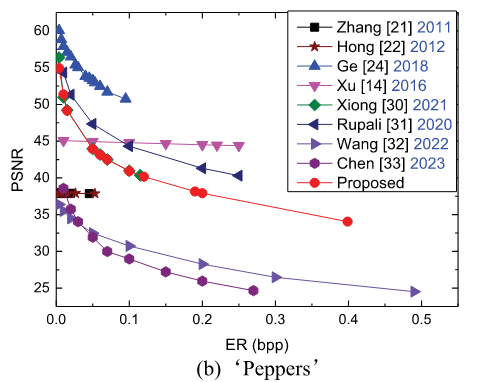 Zhang [21] 2011
Hong [22] 2012
Ge [24] 2018
Xu [14] 2016
Xiong [30] 2021
Rupali [31] 2020
Wang [32] 2022
Chen [33] 2023
Proposed
PSNR
60
55
50
45
40
35
30
25
0.0 0.1 0.2 0.3 0.4 0.5
ER (bpp)
(b) ‘Peppers’